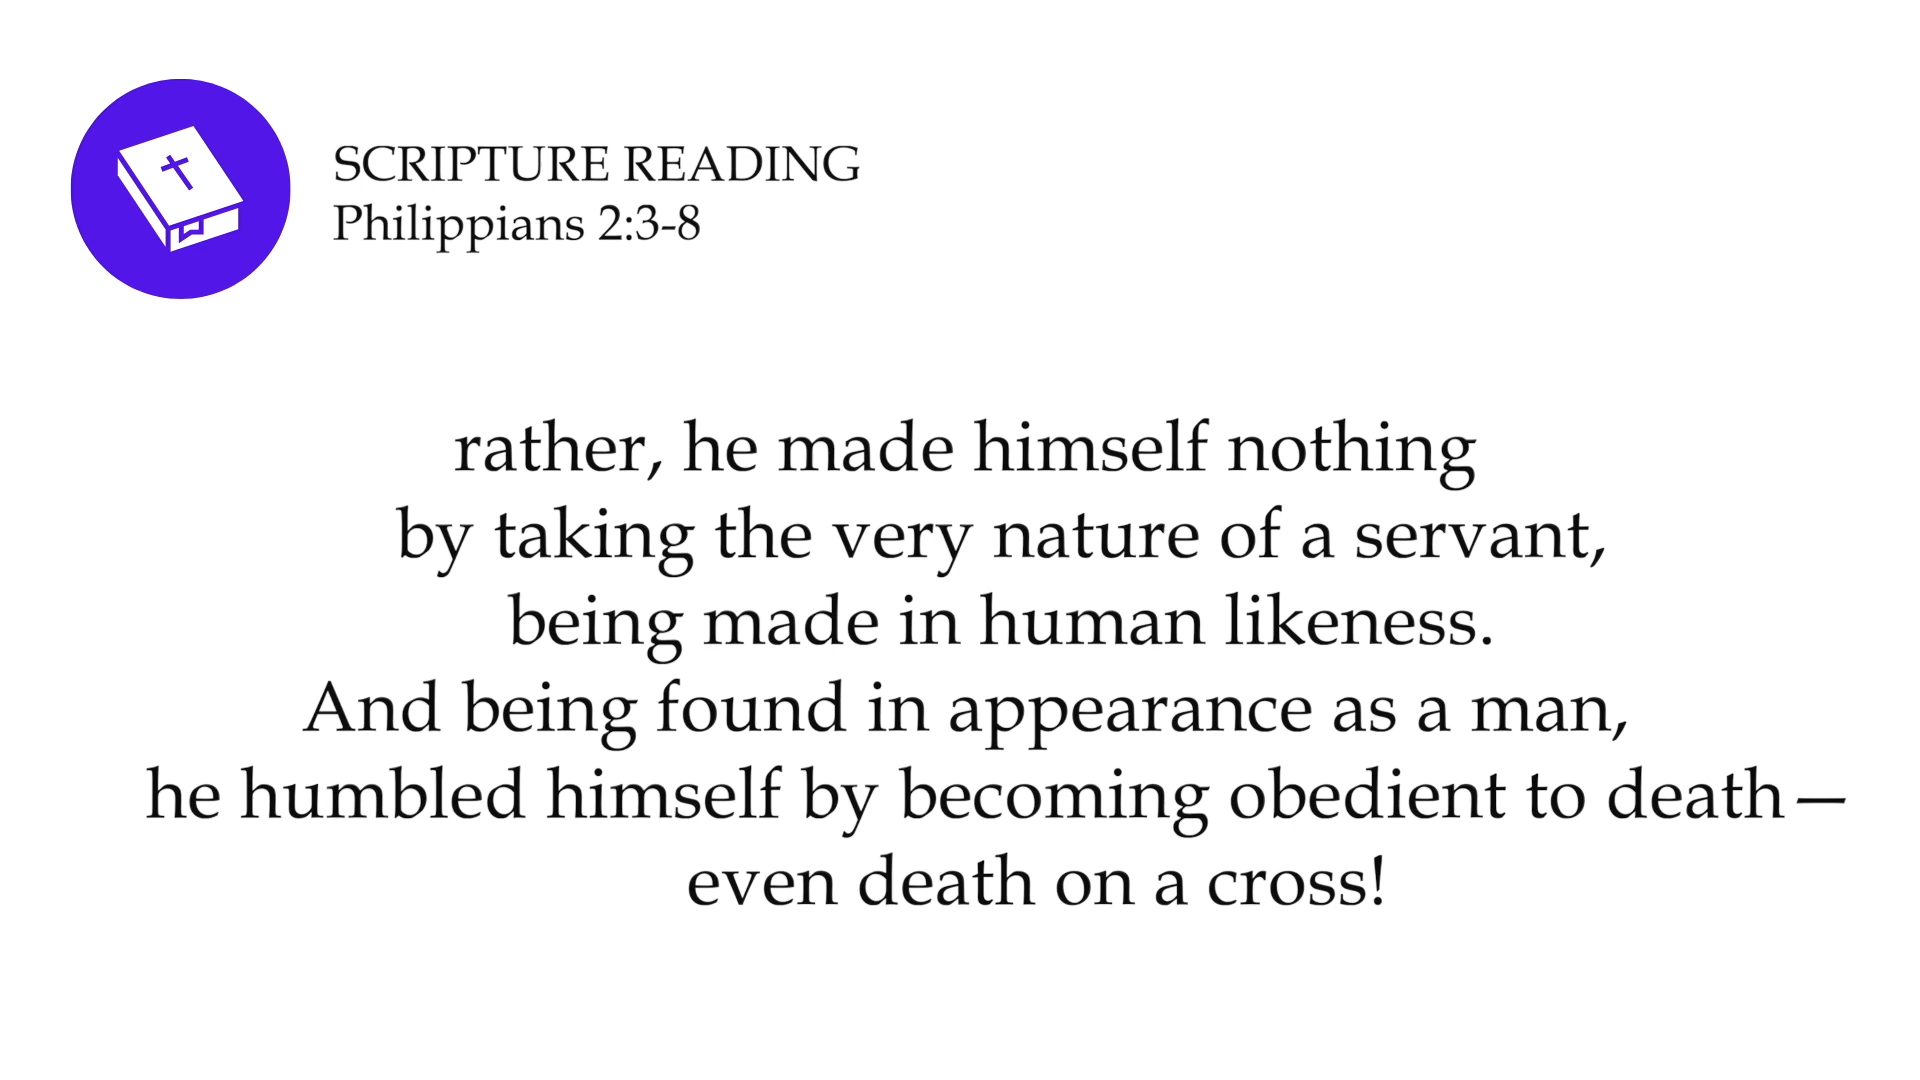 SCRIPTURE READING
Philippians 2:3-8
rather, he made himself nothing
by taking the very nature of a servant,
being made in human likeness.
And being found in appearance as a man,
he humbled himself by becoming obedient to death—
even death on a cross!